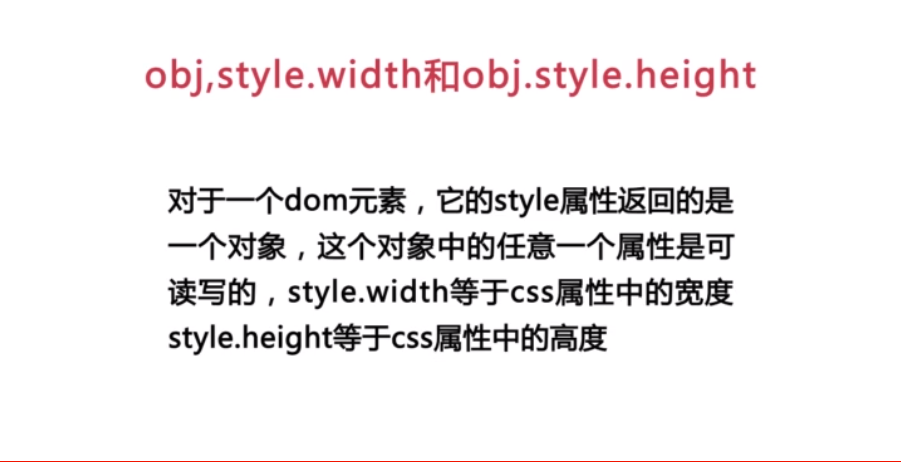 obj,style.width和obj.style.height
对于一个dom元素，它的style属性返回的是
一个对象，这个对象中的任意一个属性是可
读写的，style.width等于css属性中的宽度
style.height等于css属性中的高度